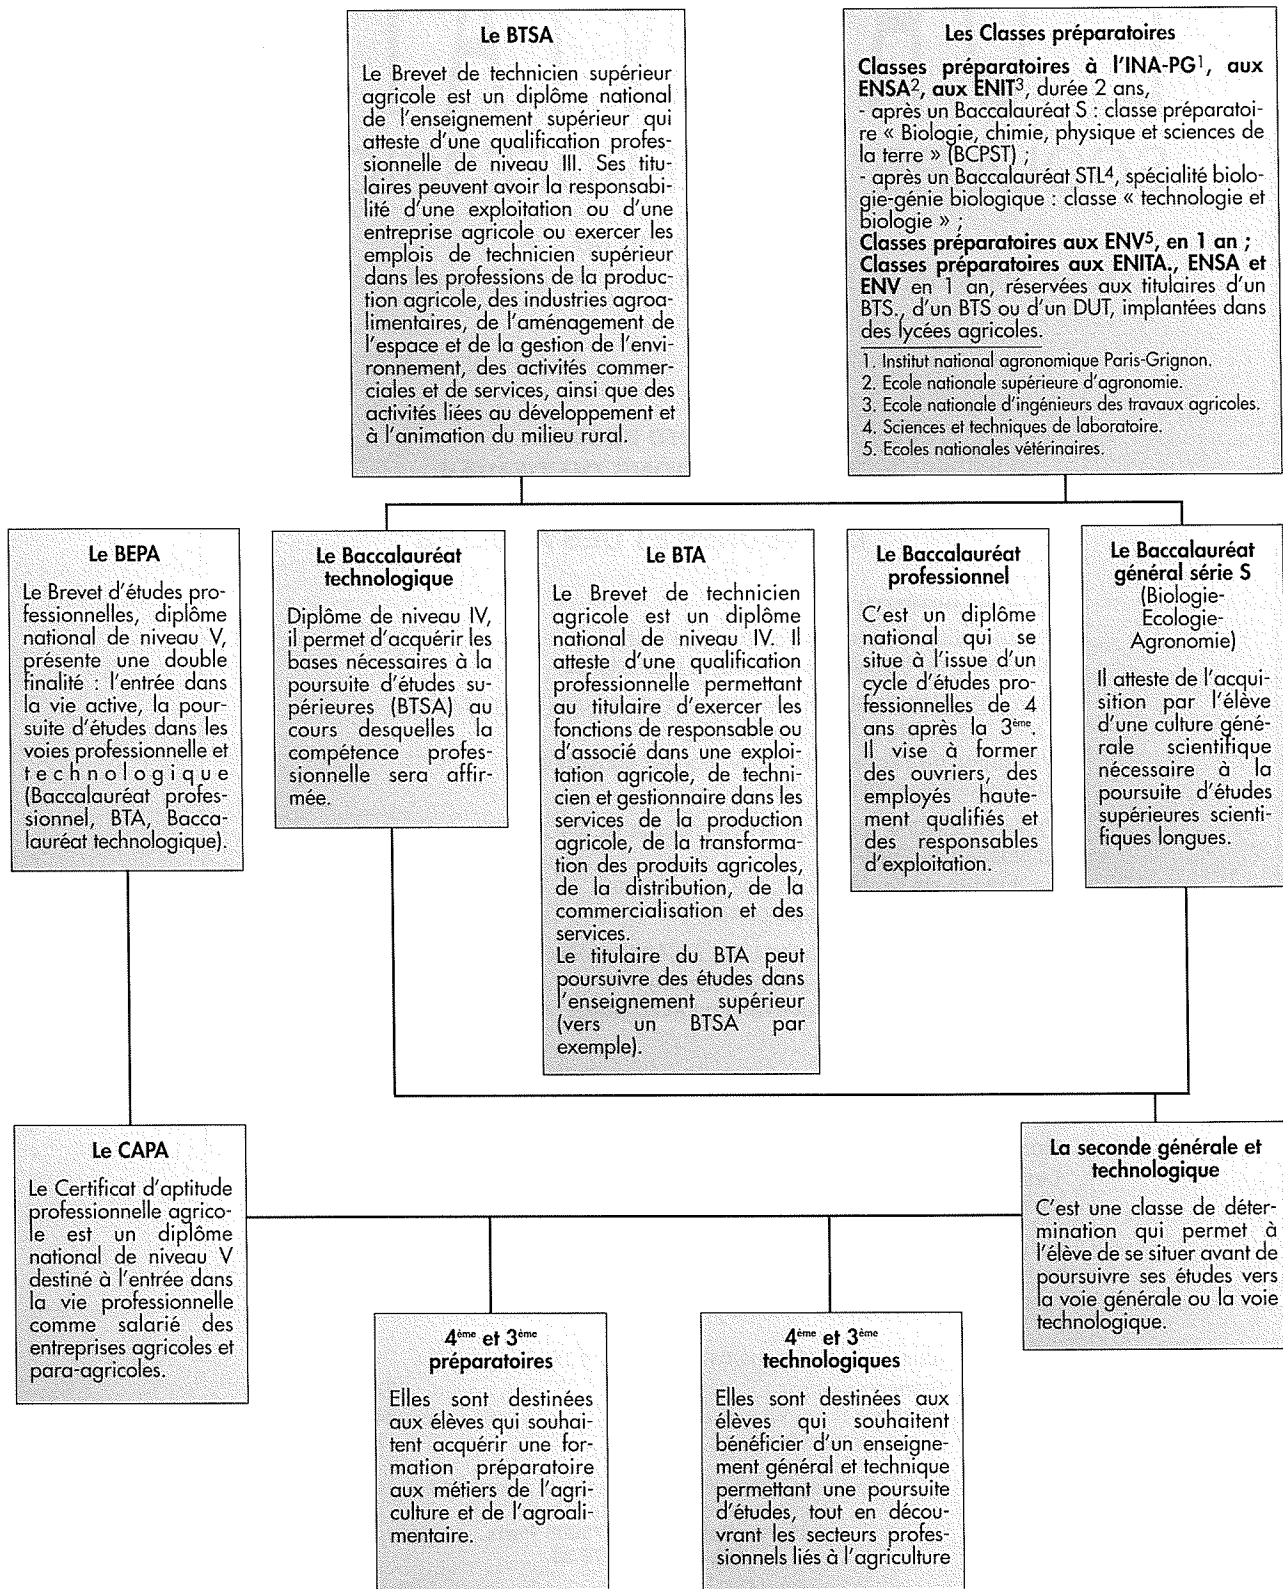 Le BTSA
Le Brevet de technicien supérieur
agricole est un diplôme national
de l'enseignement supérieur qui
atteste d'une qualification profes-
sionnelle de niveau III. Ses titu-
laires peuvent avoir la responsabi-
lité d'une exploitation ou d'une
entreprise agricole ou exercer les
emplois de technicien supérieur
dans les professions de la produc-
tion agricole, des industries agroa-
limentaires, de l'aménagement de
l'espace et de la gestion de l'envi-
ronnement, des activités commer-
ciales et de services, ainsi que des
activités liées au développement et
à l'animation du milieu rural.
Les Classes préparatoires
Classes préparatoires à l'INA-PG1, aux
ENSA2, aux ENIT3, durée 2 ans,
- après un Baccalauréat S : classe préparatoi-
re « Biologie, chimie, physique et sciences de
la terre » (BCPST) ;
- après un Baccalauréat STL4, spécialité biolo-
gie-génie biologique : classe « technologie et
biologie » ;
Classes préparatoires aux ENV5, en 1 an ;
Classes préparatoires aux ENITA., ENSA et
ENV en 1 an, réservées aux titulaires d'un
BTS., d'un BTS ou d'un DUT, implantées dans
des lycées agricoles.
1. Institut national agronomique Paris-Grignon.
2. Ecole nationale supérieure d'agronomie.
3. Ecole nationale d'ingénieurs des travaux agricoles.
4. Sciences et techniques de laboratoire.
5. Ecoles nationales vétérinaires.
Le BEPA
Le Brevet d'études pro-
fessionnelles, diplôme
national de niveau V,
présente une double
finalité : l'entrée dans
la vie active, la pour-
suite d'études dans les
voies professionnelle et
technologique
(Baccalauréat profes-
sionnel, BTA, Bacca-
lauréat technologique).
Le Baccalauréat
technologique
Diplôme de niveau IV,
il permet d'acquérir les
bases nécessaires à la
poursuite d'études su-
périeures (BTSA) au
cours desquelles la
compétence profes-
sionnelle sera affir-
mée.
Le BTA
Le Brevet de technicien
agricole est un diplôme
national de niveau IV. Il
atteste d'une qualification
professionnelle permettant
au titulaire d'exercer les
fonctions de responsable ou
d'associé dans une exploi-
tation agricole, de techni-
cien et gestionnaire dans les
services de la production
agricole, de la transforma-
tion des produits agricoles,
de la distribution, de la
commercialisation et des
services.
Le titulaire du BTA peut
poursuivre des études dans
l'enseignement supérieur
(vers un BTSA par
exemple).
Le Baccalauréat
professionnel
C'est un diplôme
national qui se
situe à l'issue d'un
cycle d'études pro-
fessionnelles de 4
ans après la 3ème.
Il vise à former
des ouvriers, des
employés haute-
ment qualifiés et
des responsables
d'exploitation.
Le Baccalauréat
général série S
(Biologie-
Ecologie-
Agronomie)
Il atteste de l'acqui-
sition par l'élève
d'une culture géné-
rale scientifique
nécessaire à la
poursuite d'études
supérieures scienti-
fiques longues.
Le CAPA
Le Certificat d'aptitude
professionnelle agrico-
le est un diplôme
national de niveau V
destiné à l'entrée dans
la vie professionnelle
comme salarié des
entreprises agricoles et
para-agricoles.
La seconde générale et
technologique
C'est une classe de déter-
mination qui permet à
l'élève de se situer avant de
poursuivre ses études vers
la voie générale ou la voie
technologique.
4ème et 3ème
préparatoires
Elles sont destinées
aux élèves qui souhai-
tent acquérir une for-
mation préparatoire
aux métiers de l'agri-
culture et de l'agroali-
mentaire.
4ème et 3ème
technologiques
Elles sont destinées aux
élèves qui souhaitent
bénéficier d'un enseigne-
ment général et technique
permettant une poursuite
d'études, tout en décou-
vrant les secteurs profes-
sionnels liés à l'agriculture